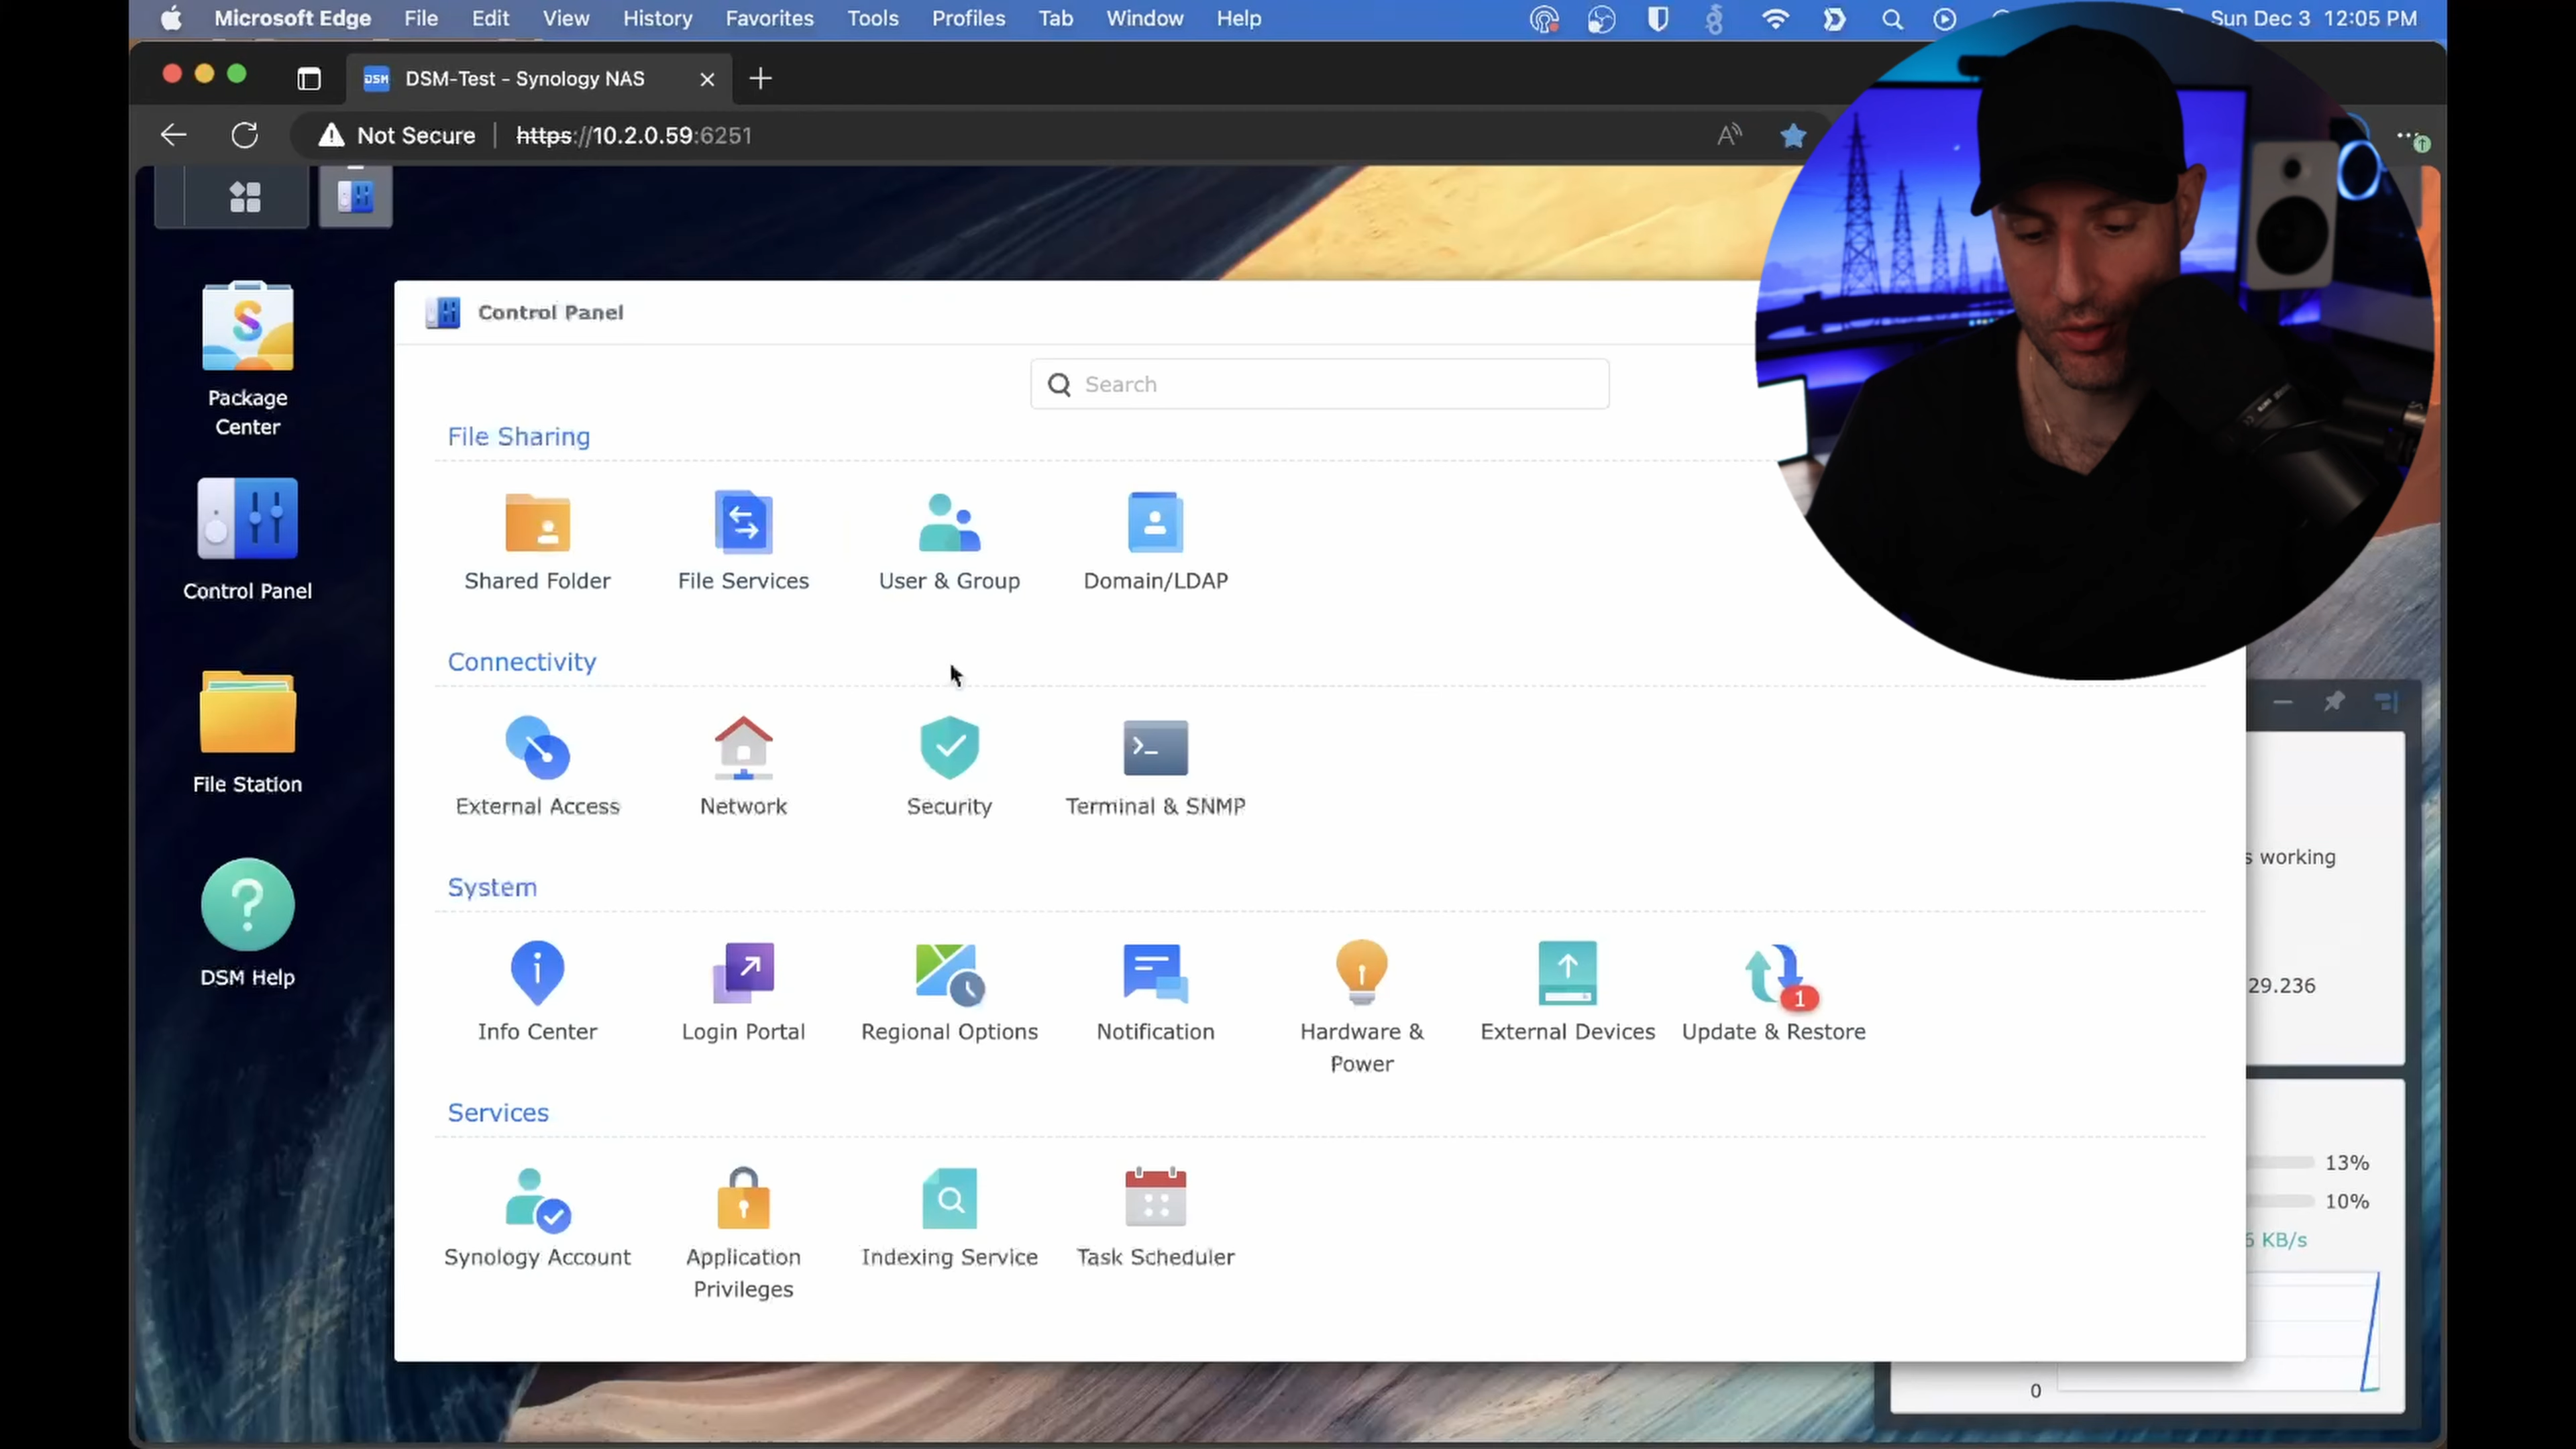 Microsoft Edge File Edit View History Favorites Tools Profiles Tab Window Help Sun Dec 3 12:05 PM
DSM DSM-Test - Synology NAS
Not Secure https://10.2.0.59:6251
Control Panel
Search
Package
Center
Control Panel
File Station
DSM Help
File Sharing
Shared Folder File Services User & Group Domain/LDAP
Connectivity
External Access Network Security Terminal & SNMP
System
Info Center Login Portal Regional Options Notification Hardware &
Power External Devices Update & Restore
1
Services
Synology Account Application
Privileges Indexing Service Task Scheduler
s working
29.236
13%
10%
KB/s
0